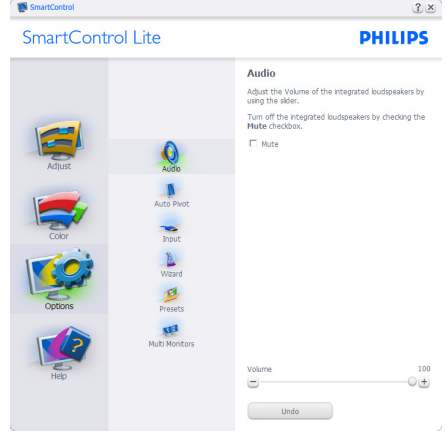 SmartControl
? x
SmartControl Lite
PHILIPS
Adjust
Color
Options
Help
Audio
Auto Pivot
Input
Wizard
Presets
Multi Monitors
Audio
Adjust the Volume of the integrated loudspeakers by
using the slider.
Turn off the integrated loudspeakers by checking the
Mute checkbox.
Mute
Volume 100
− +
Undo